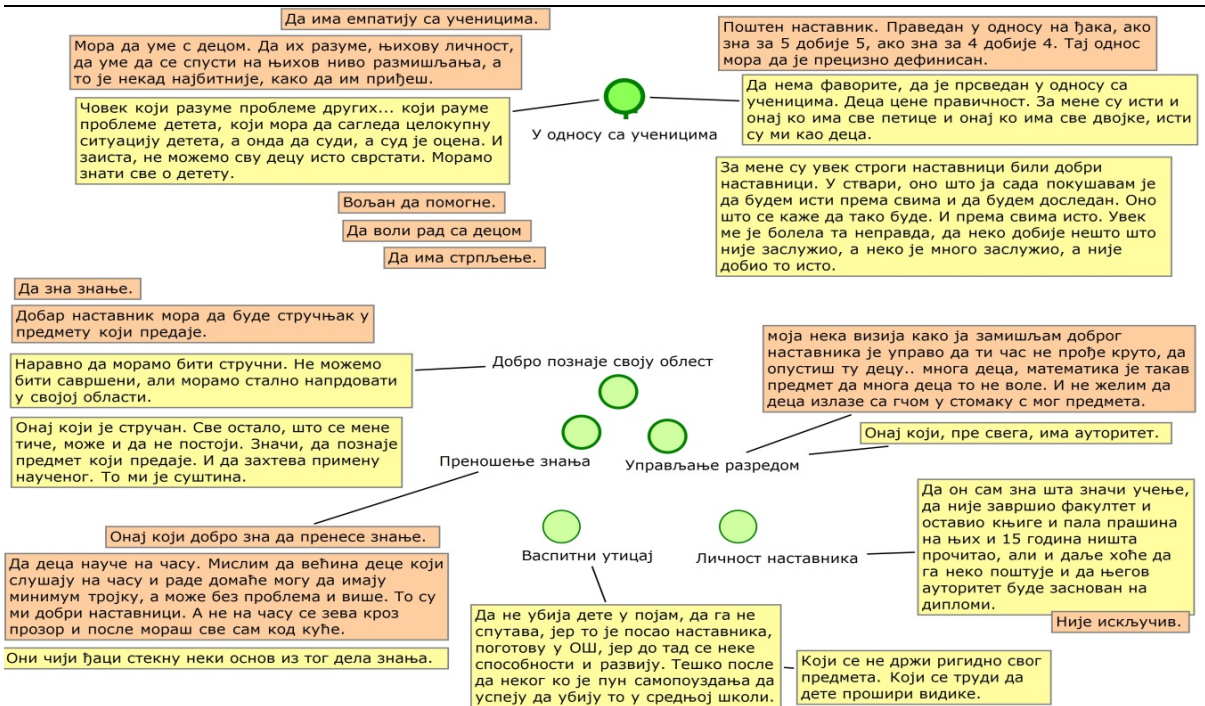 Да има емпатију са ученицима.
Мора да уме с децом. Да их разуме, њихову личност,
да уме да се спусти на њихов ниво размишљања, а
то је некад најбитније, како да им приђеш.
Човек који разуме проблеме других... који рауме
проблеме детета, који мора да сагледа целокупну
ситуацију детета, а онда да суди, а суд је оцена. И
заиста, не можемо сву децу исто сврстати. Морамо
знати све о детету.
Вољан да помогне.
Да воли рад са децом
Да има стрпљење.
У односу са ученицима
Поштен наставник. Праведан у односу на ђака, ако
зна за 5 добије 5, ако зна за 4 добије 4. Тај однос
мора да је прецизно дефинисан.
Да нема фаворите, да је прсведан у односу са
ученицима. Деца цене правичност. За мене су исти и
онај ко има све петице и онај ко има све двојке, исти
су ми као деца.
За мене су увек строги наставници били добри
наставници. У ствари, оно што ја сада покушавам је
да будем исти према свима и да будем доследан. Оно
што се каже да тако буде. И према свима исто. Увек
ме је болела та неправда, да неко добије нешто што
није заслужио, а неко је много заслужио, а није
добио то исто.
Да зна знање.
Добар наставник мора да буде стручњак у
предмету који предаје.
Наравно да морамо бити стручни. Не можемо
бити савршени, али морамо стално напрдовати
у својој области.
Онај који је стручан. Све остало, што се мене
тиче, може и да не постоји. Значи, да познаје
предмет који предаје. И да захтева примену
наученог. То ми је суштина.
Добро познаје своју облест
Преношење знања
Управљање разредом
моја нека визија како ја замишљам доброг
наставника је управо да ти час не прође круто, да
опустиш ту децу.. многа деца, математика је такав
предмет да многа деца то не воле. И не желим да
деца излазе са гчом у стомаку с мог предмета.
Онај који, пре свега, има ауторитет.
Онај који добро зна да пренесе знање.
Да деца науче на часу. Мислим да већина деце који
слушају на часу и раде домаће могу да имају
минимум тројку, а може без проблема и више. То су
ми добри наставници. А не на часу се зева кроз
прозор и после мораш све сам код куће.
Они чији ђаци стекну неки основ из тог дела знања.
Васпитни утицај
Личност наставника
Да он сам зна шта значи учење,
да није завршио факултет и
оставио књиге и пала прашина
на њих и 15 година ништа
прочитао, али и даље хоће да
га неко поштује и да његов
ауторитет буде заснован на
дипломи.
Није искључив.
Да не убија дете у појам, да га не
спутава, јер то је посао наставника,
поготову у ОШ, јер до тад се неке
способности и развију. Тешко после
да неког ко је пун самопоуздања да
успеју да убију то у средњој школи.
Који се не држи ригидно свог
предмета. Који се труди да
дете прошири видике.